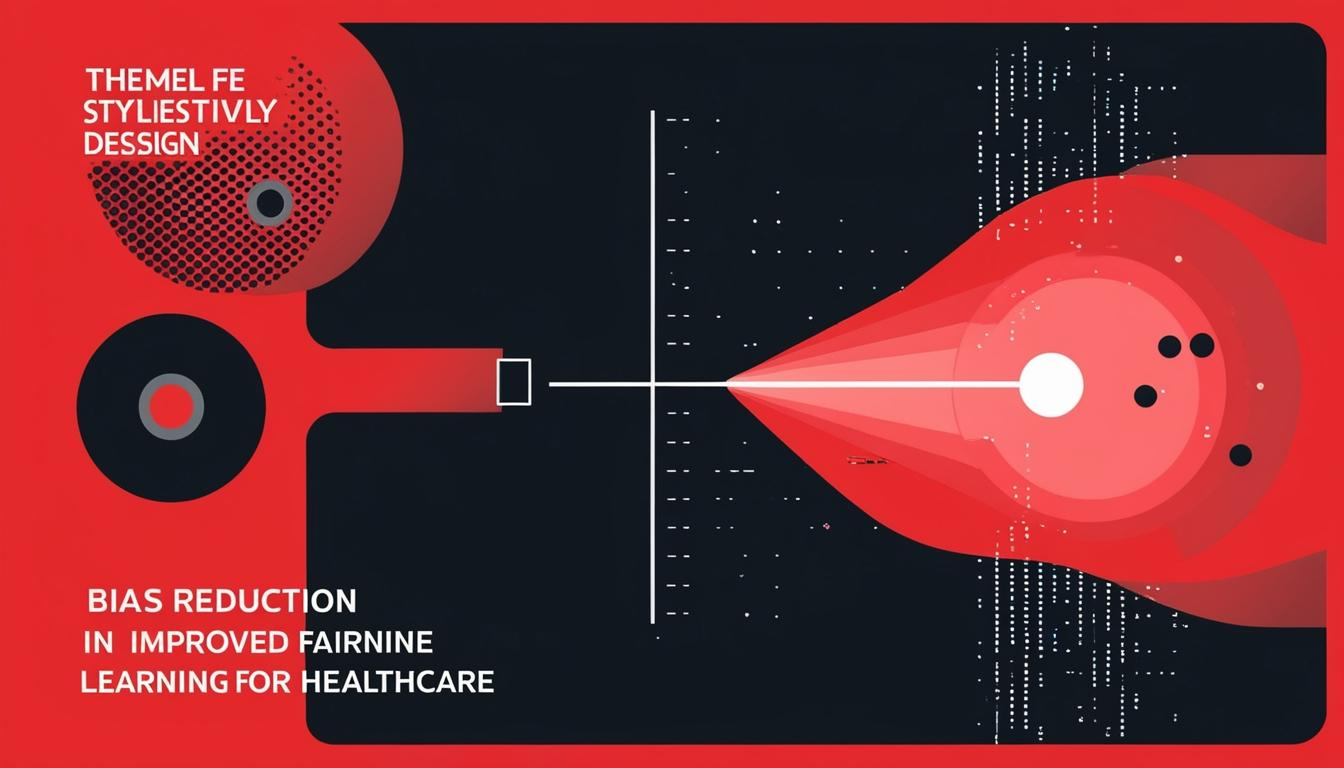 THEMEL FE
STYLIESTIVLY
DESSIGN
BIAS REDUCTION
IN IMPROVED FAIRNINE
LEARNING FOR HEALTHCARE